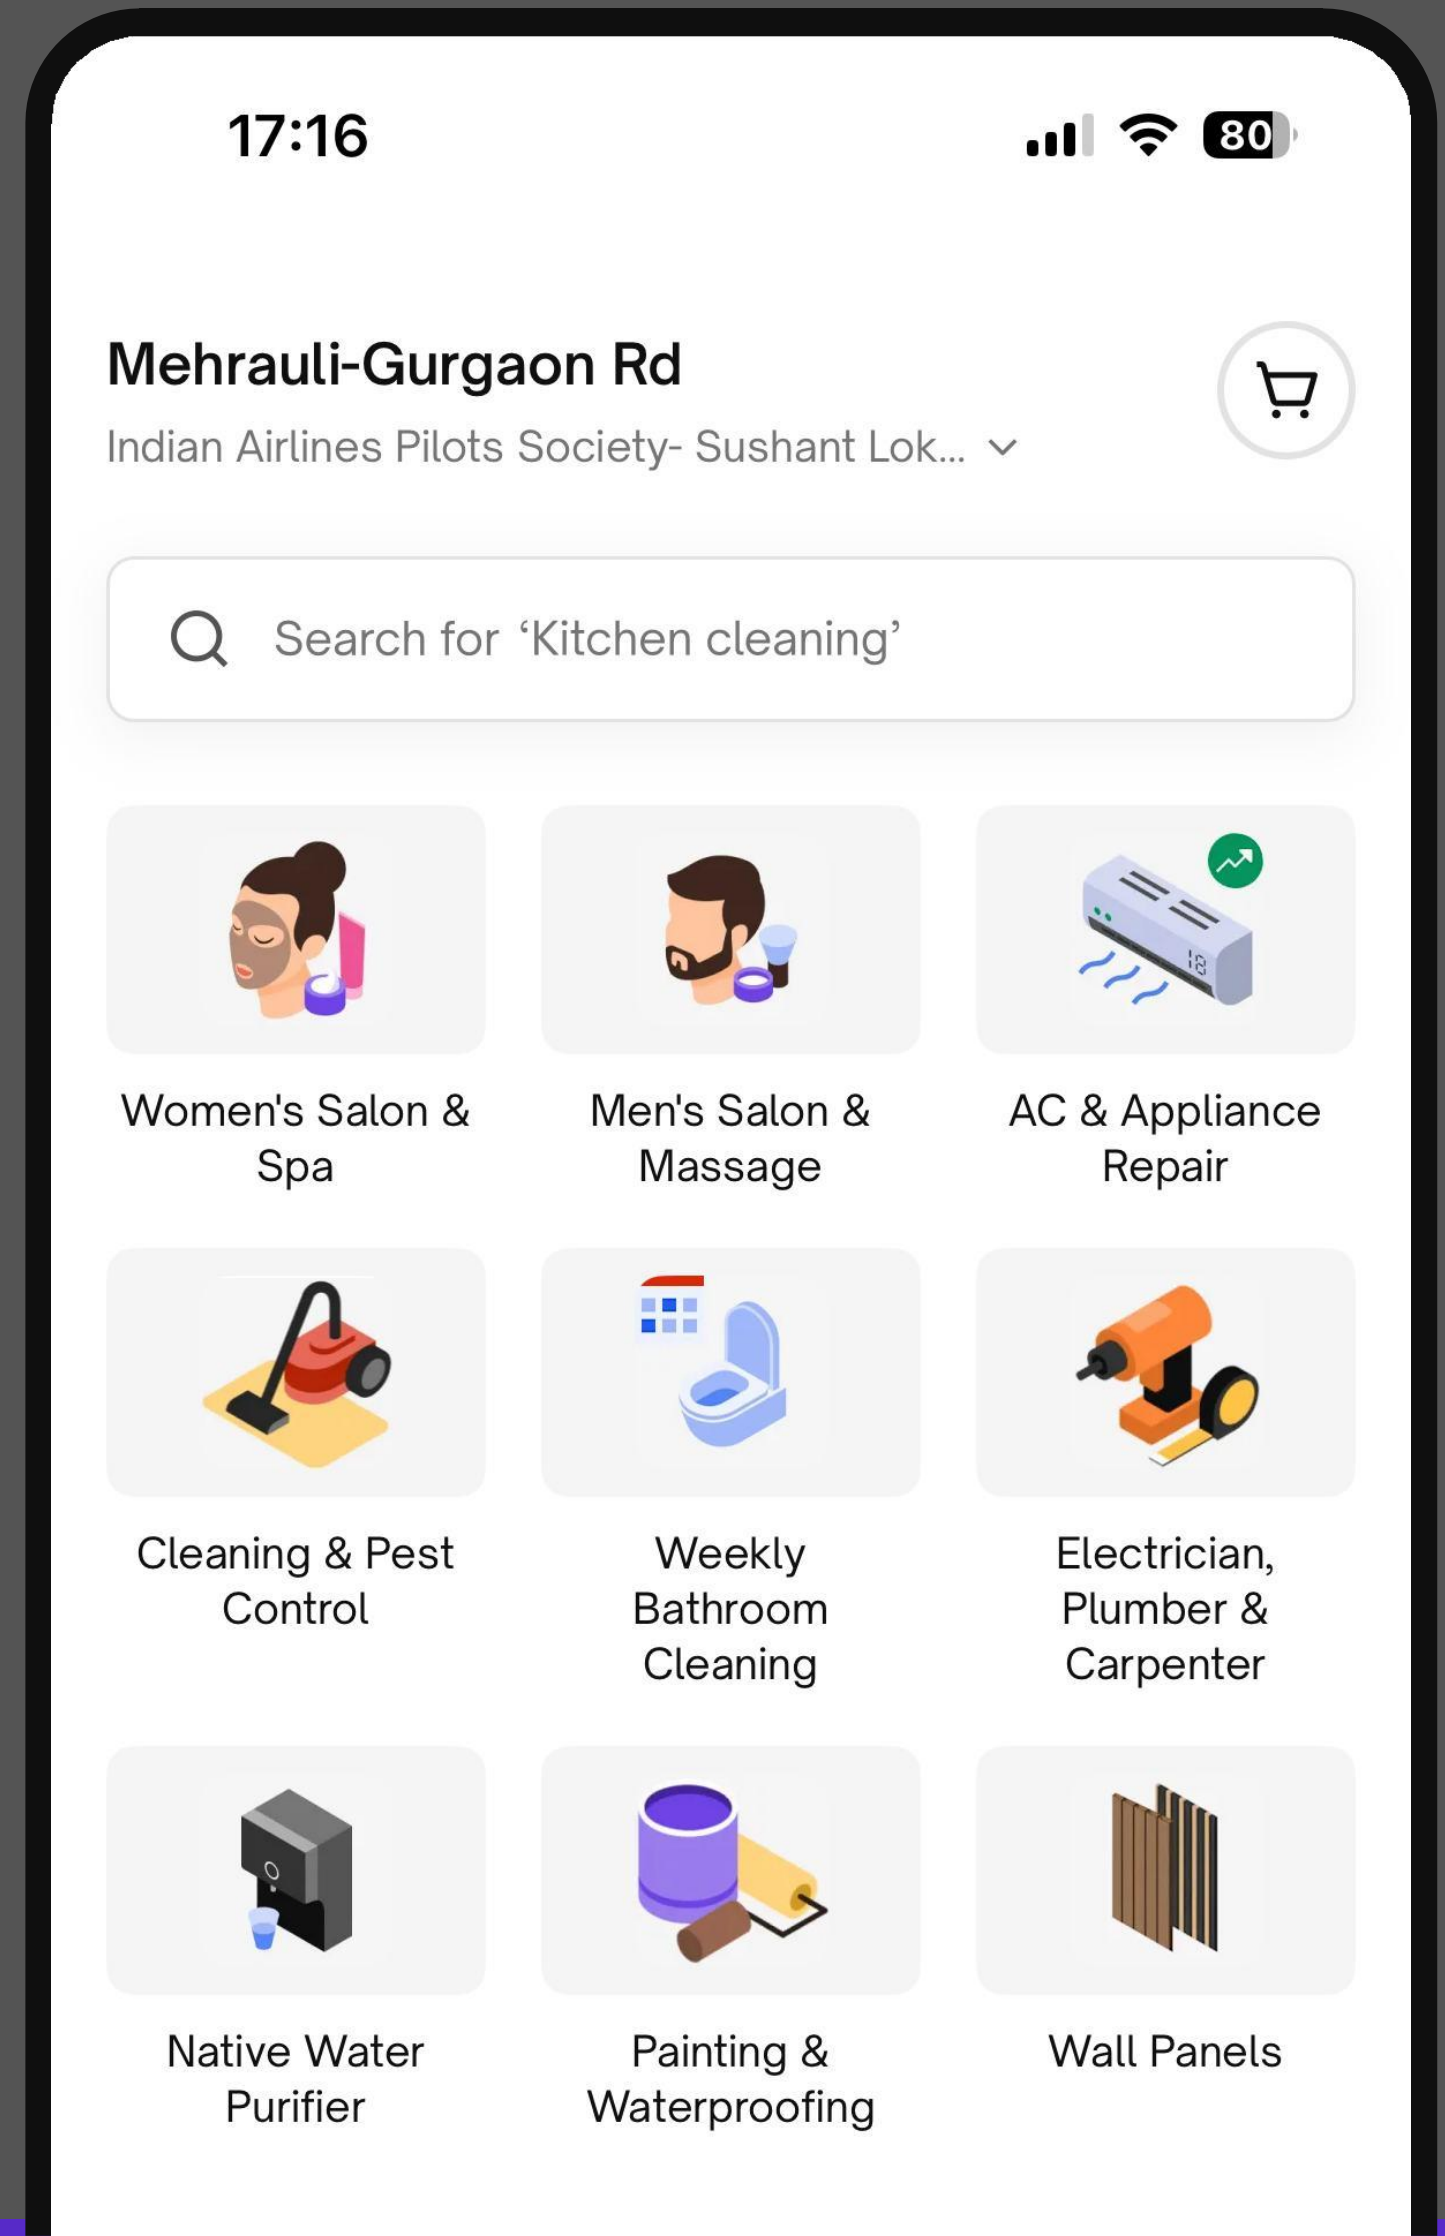 17:16
80
Mehrauli-Gurgaon Rd
Indian Airlines Pilots Society- Sushant Lok...
Search for ‘Kitchen cleaning’
18
Women's Salon &
Spa
Men's Salon &
Massage
AC & Appliance
Repair
Cleaning & Pest
Control
Weekly
Bathroom
Cleaning
Electrician,
Plumber &
Carpenter
Native Water
Purifier
Painting &
Waterproofing
Wall Panels